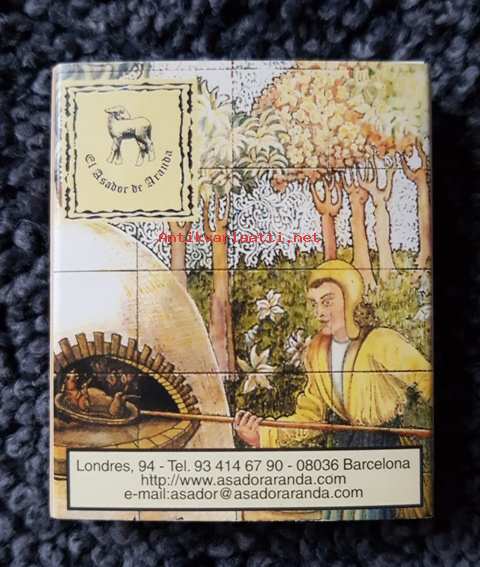 El Asador de Aranda
Antikvariaatti.net
Londres, 94 - Tel. 93 414 67 90 - 08036 Barcelona
http://www.asadoraranda.com
e-mail:asador@asadoraranda.com